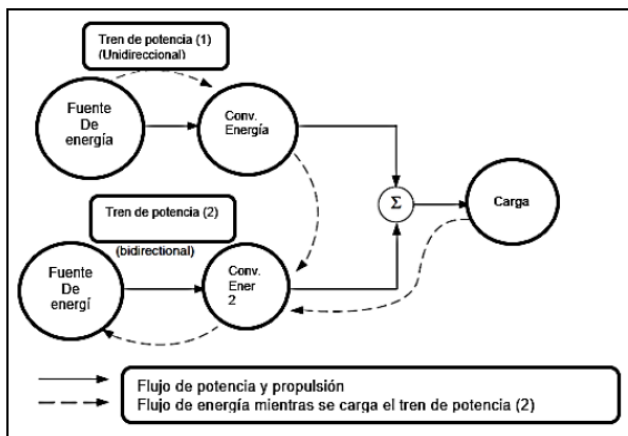 Tren de potencia (1)
(Unidireccional)
Fuente
De
energía
Conv.
Energía
Tren de potencia (2)
(bidirectional)
Fuente
De
energí
Conv.
Ener
2
Σ
Carga
Flujo de potencia y propulsión
Flujo de energía mientras se carga el tren de potencia (2)